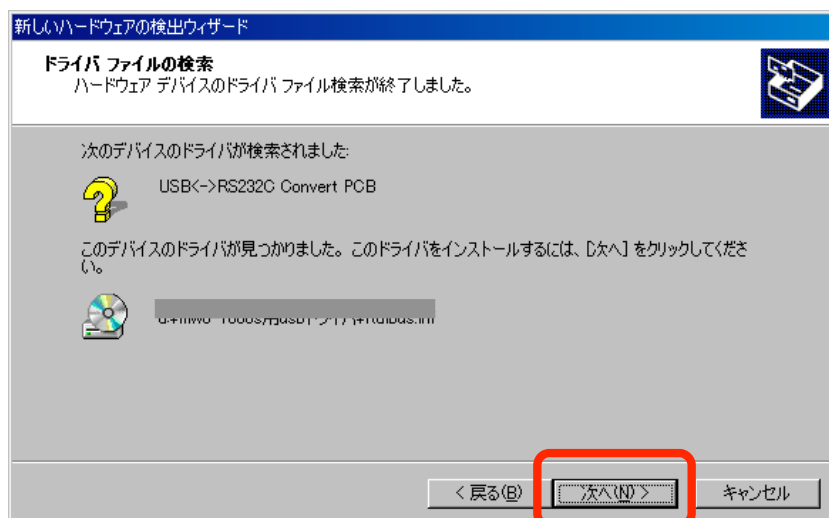 新しいハードウェアの検出ウィザード
ドライバ ファイルの検索
ハードウェア デバイスのドライバ ファイル検索が終了しました。
次のデバイスのドライバが検索されました:
USB<->RS232C Convert PCB
このデバイスのドライバが見つかりました。このドライバをインストールするには、[次へ] をクリックしてくださ
い。
< 戻る(B)
次へ(N) >
キャンセル